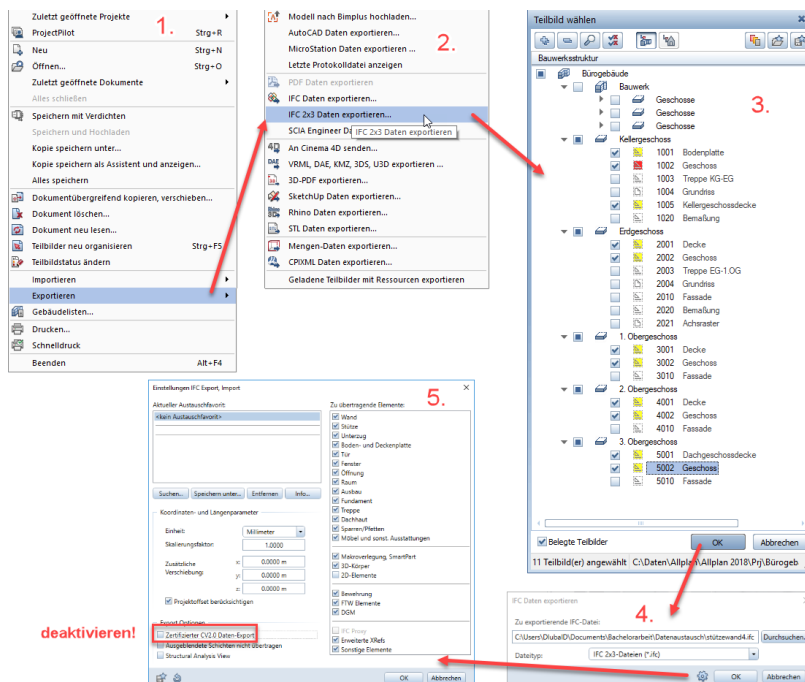 Zuletzt geöffnete Projekte
1.
ProjectPilot Strg+R
Neu Strg+N
Öffnen... Strg+O
Zuletzt geöffnete Dokumente
Alles schließen
Speichern mit Verdichten
Speichern und Hochladen
Kopie speichern unter...
Kopie speichern als Assistent und anzeigen...
Alles speichern
Dokumentübergreifend kopieren, verschieben...
Dokument löschen...
Dokument neu lesen...
Teilbilder neu organisieren Strg+F5
Teilbildstatus ändern
Importieren
Exportieren
Gebäudelisten...
Drucken...
Schnelldruck
Beenden Alt+F4
Modell nach Bimplus hochladen...
AutoCAD Daten exportieren...
MicroStation Daten exportieren ...
2.
Letzte Protokolldatei anzeigen
PDF Daten exportieren
IFC Daten exportieren...
IFC 2x3 Daten exportieren...
SCIA Engineer Da
IFC 2x3 Daten exportieren
An Cinema 4D senden...
VRML, DAE, KMZ, 3DS, U3D exportieren ...
3D-PDF exportieren...
SketchUp Daten exportieren...
Rhino Daten exportieren...
STL Daten exportieren...
Mengen-Daten exportieren...
CPIXML Daten exportieren...
Geladene Teilbilder mit Ressourcen exportieren
Teilbild wählen
Bauwerksstruktur
3.
Bürogebäude
Bauwerk
Geschosse
Geschosse
Geschosse
Kellergeschoss
1001 Bodenplatte
1002 Geschoss
1003 Treppe KG-EG
1004 Grundriss
1005 Kellergeschossdecke
1020 Bemaßung
Erdgeschoss
2001 Decke
2002 Geschoss
2003 Treppe EG-1.OG
2004 Grundriss
2010 Fassade
2020 Bemaßung
2021 Achsraster
1. Obergeschoss
3001 Decke
3002 Geschoss
3010 Fassade
2. Obergeschoss
4001 Decke
4002 Geschoss
4010 Fassade
3. Obergeschoss
5001 Dachgeschossdecke
5002 Geschoss
5010 Fassade
Belegte Teilbilder
OK Abbrechen
11 Teilbild(er) angewählt C:\Daten\Allplan\Allplan 2018\Prj\Bürogeb
IFC Daten exportieren
4.
Zu exportierende IFC-Datei:
C:\Users\DlubalD\Documents\Bachelorarbeit\Datenaustausch\stützewand4.ifc Durchsuchen.
Dateityp: IFC 2x3-Dateien (*.ifc)
OK Abbrechen
Einstellungen IFC Export, Import
5.
Aktueller Austauschfavorit:
<kein Austauschfavorit>
Suchen... Speichern unter... Entfernen Info...
Koordinaten- und Längenparameter
Einheit: Millimeter
Skalierungsfaktor: 1.0000
Zusätzliche Verschiebung: x: 0.0000 m
y: 0.0000 m
z: 0.0000 m
Projektoffset berücksichtigen
Export Optionen
deaktivieren!
Zertifizierter CV2.0 Daten-Export
Ausgeblendete Schichten nicht übertragen
Structural Analysis View
Zu übertragende Elemente:
Wand
Stütze
Unterzug
Boden- und Deckenplatte
Tür
Fenster
Öffnung
Raum
Ausbau
Fundament
Treppe
Dachhaut
Sparren/Pfetten
Möbel und sonst. Ausstattungen
Makroverlegung, SmartPart
3D-Körper
2D-Elemente
Bewehrung
FTW Elemente
DGM
IFC Proxy
Erweiterte XRefs
Sonstige Elemente
OK Abbrechen